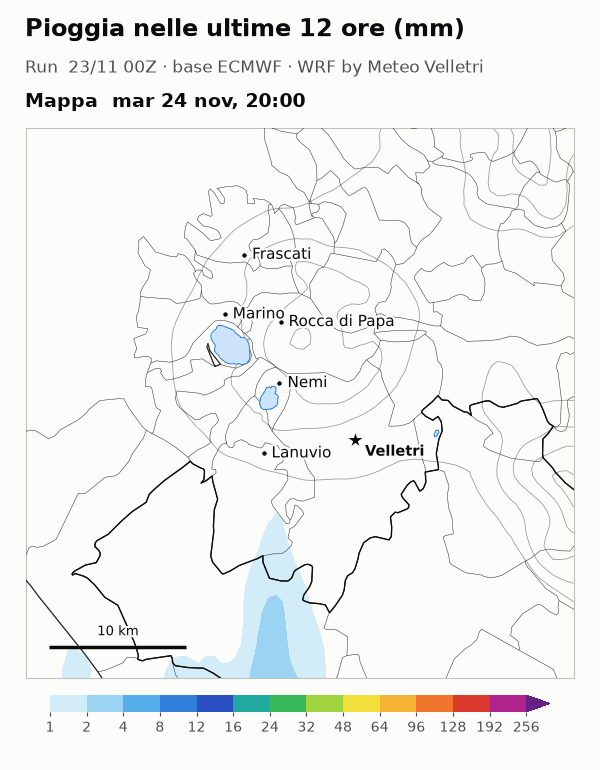 Pioggia nelle ultime 12 ore (mm)
Run  23/11 00Z · base ECMWF · WRF by Meteo Velletri
Mappa  mar 24 nov, 20:00
Frascati
Marino
Rocca di Papa
Nemi
Velletri
Lanuvio
10 km
1 2 4 8 12 16 24 32 48 64 96 128 192 256